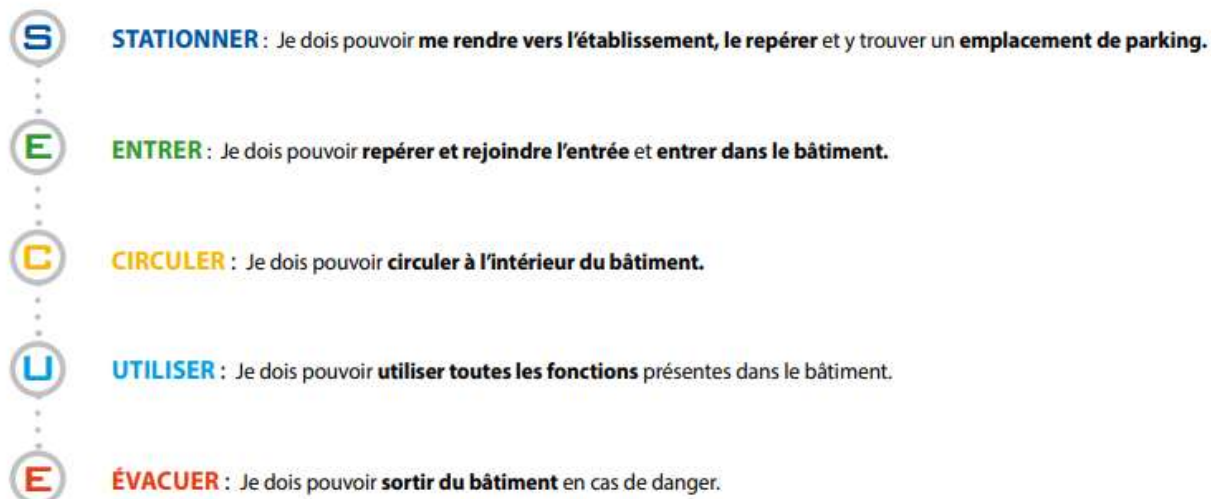 S STATIONNER : Je dois pouvoir me rendre vers l'établissement, le repérer et y trouver un emplacement de parking.
E ENTRER : Je dois pouvoir repérer et rejoindre l'entrée et entrer dans le bâtiment.
C CIRCULER : Je dois pouvoir circuler à l'intérieur du bâtiment.
U UTILISER : Je dois pouvoir utiliser toutes les fonctions présentes dans le bâtiment.
E ÉVACUER : Je dois pouvoir sortir du bâtiment en cas de danger.